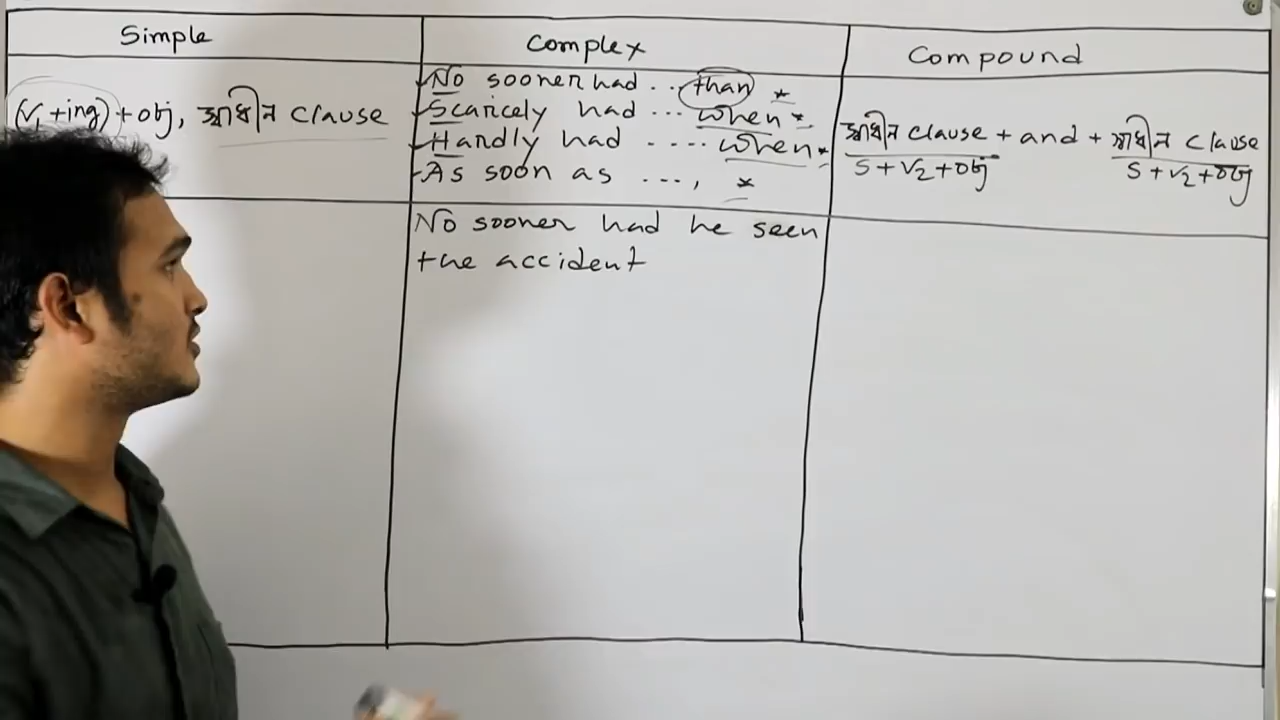 Simple
Complex
Compound
(V₁+ing)+obj, স্বাধীন clause
No sooner had ... than *
Scaricely had ... when *
Hardly had .... when *
As soon as ..., *
স্বাধীন clause + and + স্বাধীন clause
S+V₂+obj
S+V₂+obj
No sooner had he seen
the accident